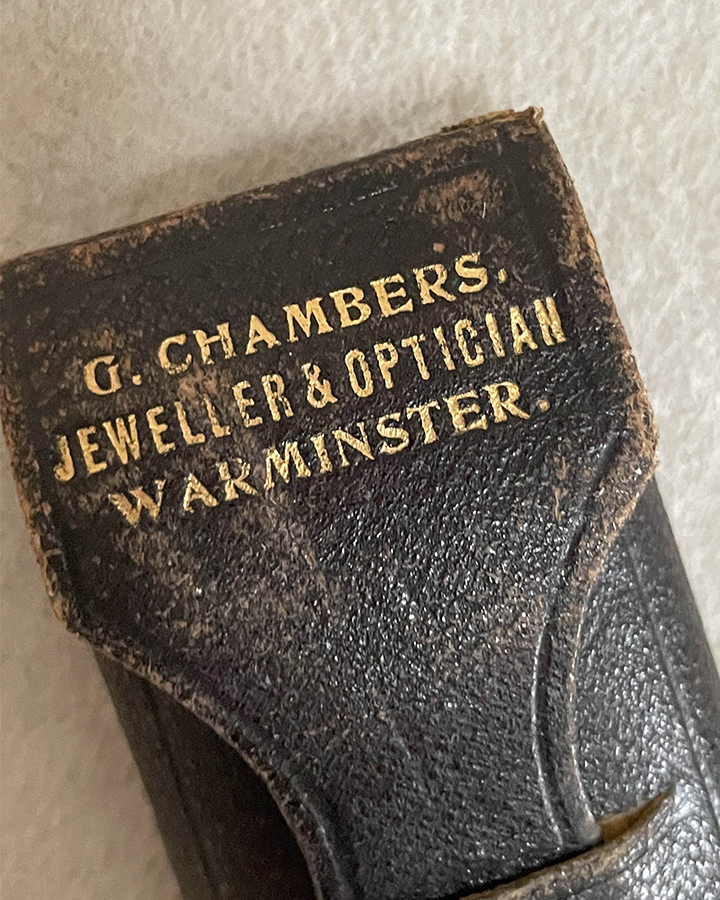 G. CHAMBERS.
JEWELLER & OPTICIAN
WARMINSTER.